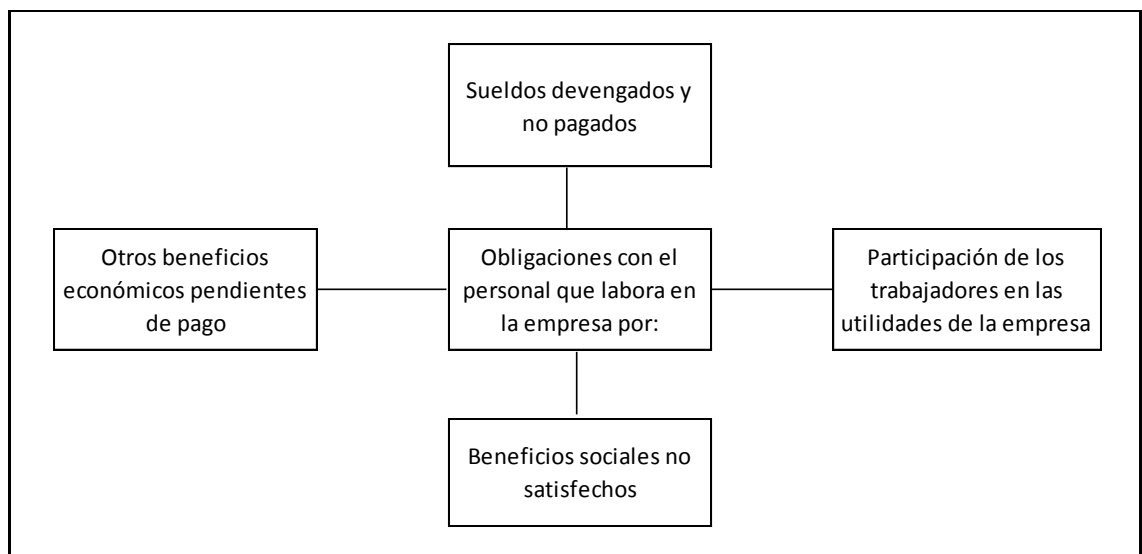 Sueldos devengados y
no pagados
Otros beneficios
económicos pendientes
de pago
Obligaciones con el
personal que labora en
la empresa por:
Participación de los
trabajadores en las
utilidades de la empresa
Beneficios sociales no
satisfechos